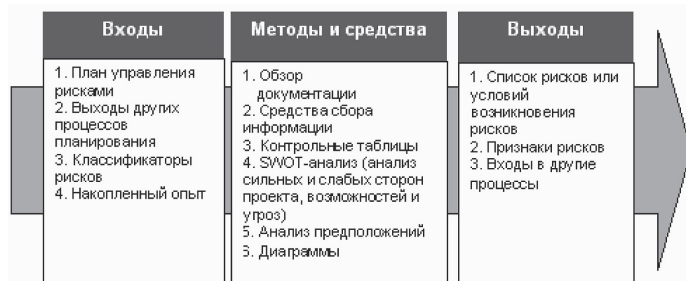 Входы
1. План управления
рисками
2. Выходы других
процессов
планирования
3. Классификаторы
рисков
4. Накопленный опыт
Методы и средства
1. Обзор
документации
2. Средства сбора
информации
3. Контрольные таблицы
4. SWOT-анализ (анализ
сильных и слабых сторон
проекта, возможностей и
угроз)
5. Анализ предположений
6. Диаграммы
Выходы
1. Список рисков или
условий
возникновения
рисков
2. Признаки рисков
3. Входы в другие
процессы